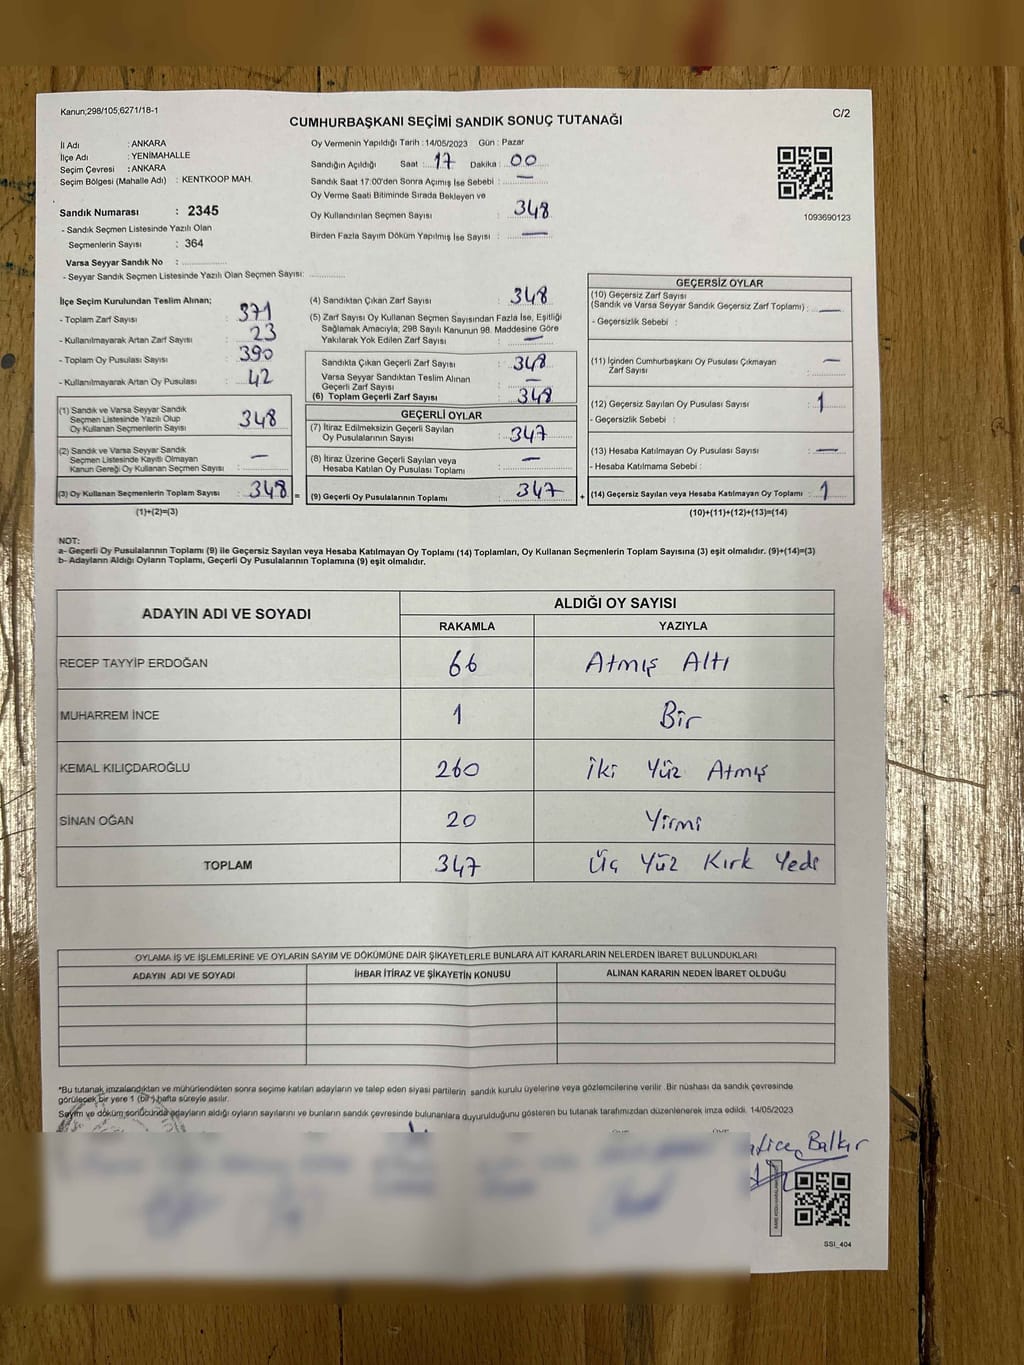 Kanun;298/105,6271/18-1
C/2
CUMHURBAŞKANI SEÇİMİ SANDIK SONUÇ TUTANAĞI
İl Adı : ANKARA
İlçe Adı : YENİMAHALLE
Seçim Çevresi : ANKARA
Seçim Bölgesi (Mahalle Adı) : KENTKOOP MAH.
Sandık Numarası : 2345
- Sandık Seçmen Listesinde Yazılı Olan
Seçmenlerin Sayısı : 364
Varsa Seyyar Sandık No :
- Seyyar Sandık Seçmen Listesinde Yazılı Olan Seçmen Sayısı:
Oy Vermenin Yapıldığı Tarih : 14/05/2023 Gün : Pazar
Sandığın Açıldığı Saat : 17 Dakika : 00
Sandık Saat 17:00'den Sonra Açımış İse Sebebi : —
Oy Verme Saati Bitiminde Sırada Bekleyen ve
Oy Kullandırılan Seçmen Sayısı : 348
Birden Fazla Sayım Döküm Yapılmış İse Sayısı : —
1093690123
İlçe Seçim Kurulundan Teslim Alınan;
- Toplam Zarf Sayısı : 371
- Kullanılmayarak Artan Zarf Sayısı : 23
- Toplam Oy Pusulası Sayısı : 390
- Kullanılmayarak Artan Oy Pusulası : 42
(1) Sandık ve Varsa Seyyar Sandık
Seçmen Listesinde Yazılı Olup
Oy Kullanan Seçmenlerin Sayısı : 348
(2) Sandık ve Varsa Seyyar Sandık
Seçmen Listesinde Kayıtlı Olmayan
Kanun Gereği Oy Kullanan Seçmen Sayısı : —
(3) Oy Kullanan Seçmenlerin Toplam Sayısı : 348 =
(1)+(2)=(3)
(4) Sandıktan Çıkan Zarf Sayısı : 348
(5) Zarf Sayısı Oy Kullanan Seçmen Sayısından Fazla İse, Eşitliği
Sağlamak Amacıyla; 298 Sayılı Kanunun 98. Maddesine Göre
Yakılarak Yok Edilen Zarf Sayısı : —
Sandıkta Çıkan Geçerli Zarf Sayısı : 348
Varsa Seyyar Sandıktan Teslim Alınan
Geçerli Zarf Sayısı : —
(6) Toplam Geçerli Zarf Sayısı : 348
GEÇERLİ OYLAR
(7) İtiraz Edilmeksizin Geçerli Sayılan
Oy Pusulalarının Sayısı : 347
(8) İtiraz Üzerine Geçerli Sayılan veya
Hesaba Katılan Oy Pusulası Toplamı : —
(9) Geçerli Oy Pusulalarının Toplamı : 347 +
GEÇERSİZ OYLAR
(10) Geçersiz Zarf Sayısı
(Sandık ve Varsa Seyyar Sandık Geçersiz Zarf Toplamı) : —
- Geçersizlik Sebebi :
(11) İçinden Cumhurbaşkanı Oy Pusulası Çıkmayan
Zarf Sayısı : —
(12) Geçersiz Sayılan Oy Pusulası Sayısı : 1
- Geçersizlik Sebebi :
(13) Hesaba Katılmayan Oy Pusulası Sayısı : —
- Hesaba Katılmama Sebebi :
(14) Geçersiz Sayılan veya Hesaba Katılmayan Oy Toplamı : 1
(10)+(11)+(12)+(13)=(14)
NOT:
a- Geçerli Oy Pusulalarının Toplamı (9) ile Geçersiz Sayılan veya Hesaba Katılmayan Oy Toplamı (14) Toplamları, Oy Kullanan Seçmenlerin Toplam Sayısına (3) eşit olmalıdır. (9)+(14)=(3)
b- Adayların Aldığı Oyların Toplamı, Geçerli Oy Pusulalarının Toplamına (9) eşit olmalıdır.
ADAYIN ADI VE SOYADI
ALDIĞI OY SAYISI
RAKAMLA YAZIYLA
RECEP TAYYİP ERDOĞAN 66 Atmış Altı
MUHARREM İNCE 1 Bir
KEMAL KILIÇDAROĞLU 260 İki Yüz Atmış
SİNAN OĞAN 20 Yirmi
TOPLAM 347 Üç Yüz Kırk Yedi
OYLAMA İŞ VE İŞLEMLERİNE VE OYLARIN SAYIM VE DÖKÜMÜNE DAİR ŞİKAYETLERLE BUNLARA AİT KARARLARIN NELERDEN İBARET BULUNDUKLARI
ADAYIN ADI VE SOYADI İHBAR İTİRAZ VE ŞİKAYETİN KONUSU ALINAN KARARIN NEDEN İBARET OLDUĞU
*Bu tutanak imzalandıktan ve mühürlendikten sonra seçime katılan adayların ve talep eden siyasi partilerin sandık kurulu üyelerine veya gözlemcilerine verilir. Bir nüshası da sandık çevresinde
görülecek bir yere 1 (bir) hafta süreyle asılır.
Sayım ve döküm sonucunda adayların aldığı oyların sayılarını ve bunların sandık çevresinde bulunanlara duyurulduğunu gösteren bu tutanak tarafımızdan düzenlenerek imza edildi. 14/05/2023
Balkır
SSI_404